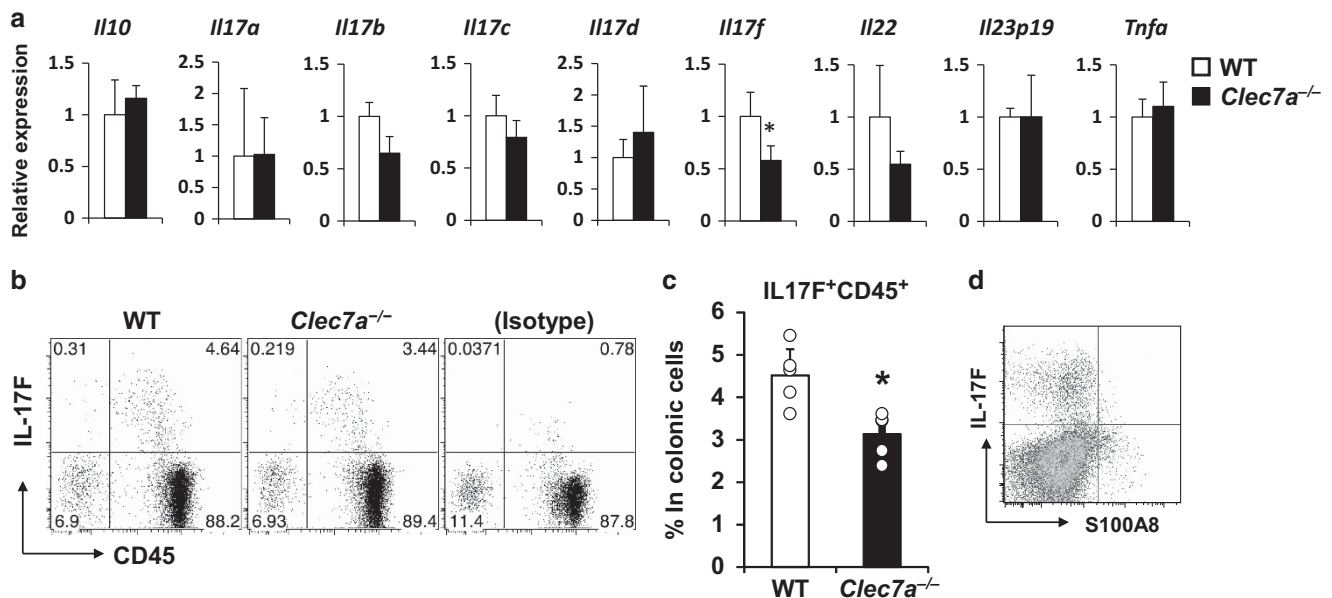 a
Il10 Il17a Il17b Il17c Il17d Il17f Il22 Il23p19 Tnfa
Relative expression
1.5 1 0.5 0
2.5 2 1.5 1 0.5 0
1.5 1 0.5 0
1.5 1 0.5 0
2.5 2 1.5 1 0.5 0
1.5 1 0.5 0
*
1.5 1 0.5 0
1.5 1 0.5 0
1.5 1 0.5 0
WT
Clec7a–/–
b
WT Clec7a–/– (Isotype)
0.31 4.64 0.219 3.44 0.0371 0.78
6.9 88.2 6.93 89.4 11.4 87.8
IL-17F
CD45
c
IL17F+CD45+
% In colonic cells
6
5
4
3
2
1
0
*
WT Clec7a–/–
d
IL-17F
S100A8